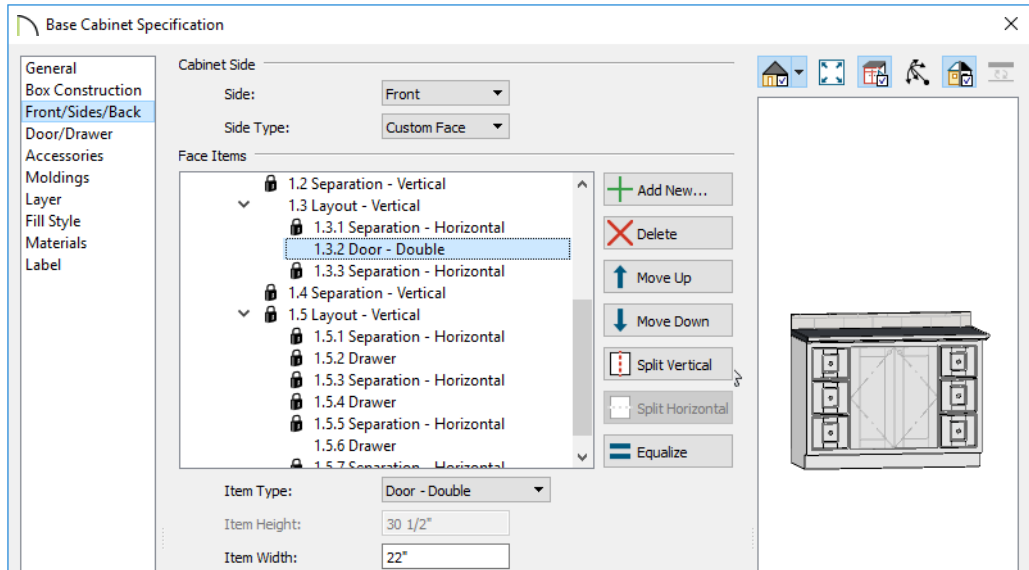 Base Cabinet Specification
General
Box Construction
Front/Sides/Back
Door/Drawer
Accessories
Moldings
Layer
Fill Style
Materials
Label
Cabinet Side
Side: Front
Side Type: Custom Face
Face Items
1.2 Separation - Vertical
1.3 Layout - Vertical
1.3.1 Separation - Horizontal
1.3.2 Door - Double
1.3.3 Separation - Horizontal
1.4 Separation - Vertical
1.5 Layout - Vertical
1.5.1 Separation - Horizontal
1.5.2 Drawer
1.5.3 Separation - Horizontal
1.5.4 Drawer
1.5.5 Separation - Horizontal
1.5.6 Drawer
1.5.7 Separation - Horizontal
Add New...
Delete
Move Up
Move Down
Split Vertical
Split Horizontal
Equalize
Item Type: Door - Double
Item Height: 30 1/2"
Item Width: 22"